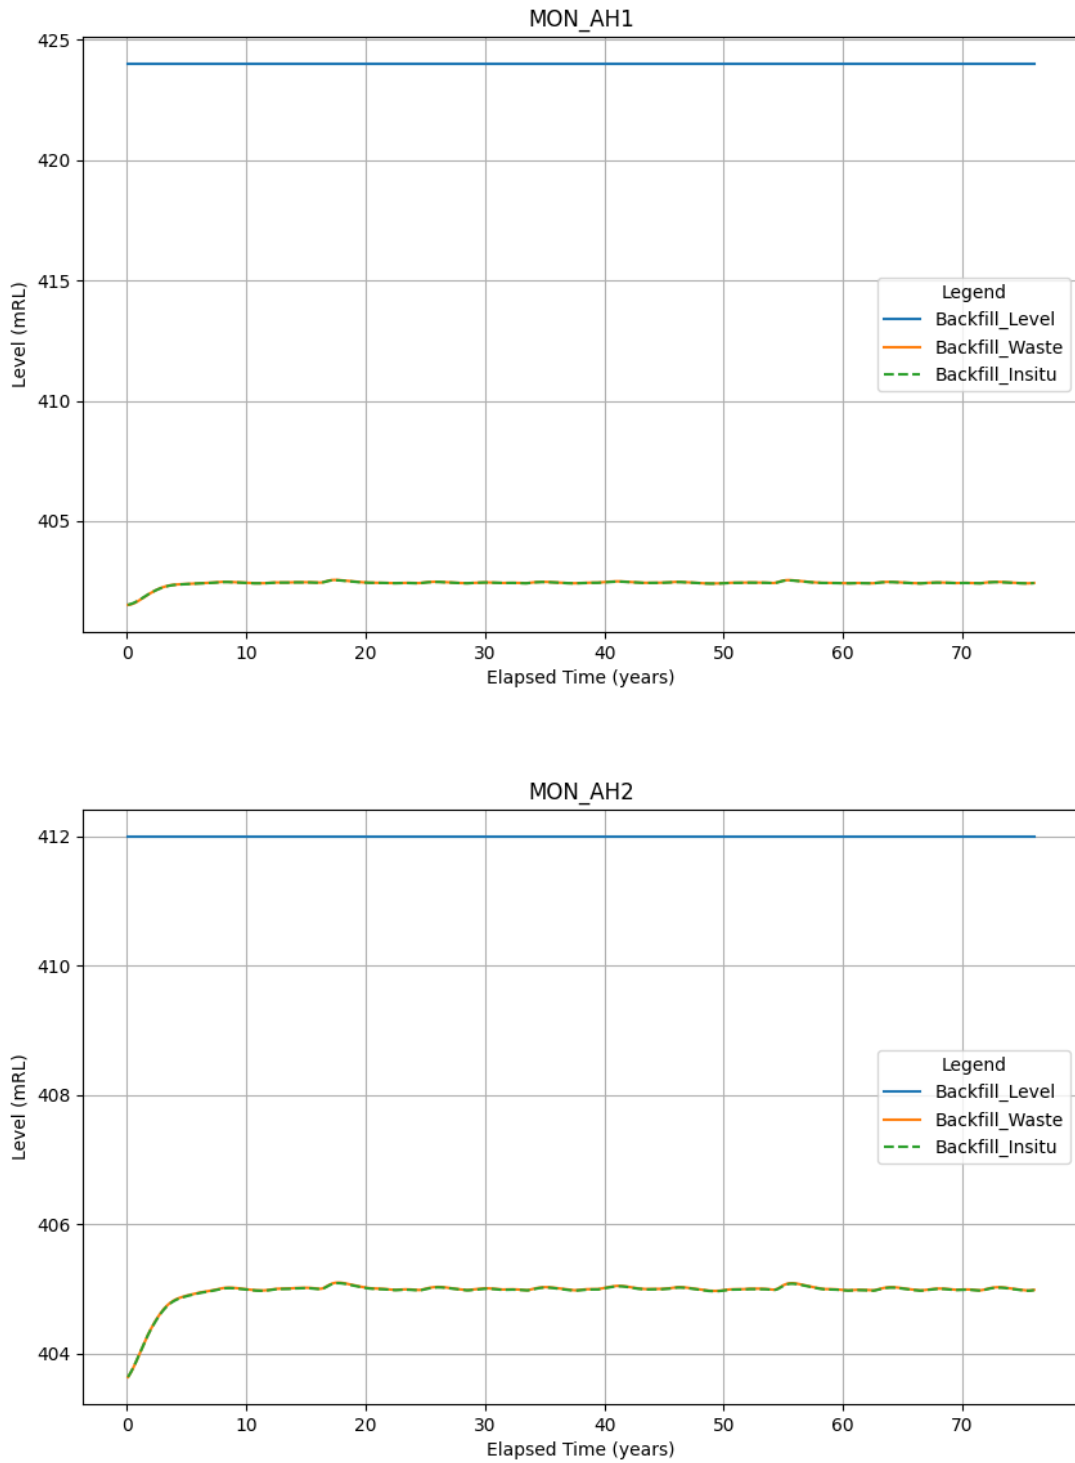 MON_AH1
425
420
415
410
405
Level (mRL)
Legend
Backfill_Level
Backfill_Waste
Backfill_Insitu
0 10 20 30 40 50 60 70
Elapsed Time (years)
MON_AH2
412
410
408
406
404
Level (mRL)
Legend
Backfill_Level
Backfill_Waste
Backfill_Insitu
0 10 20 30 40 50 60 70
Elapsed Time (years)